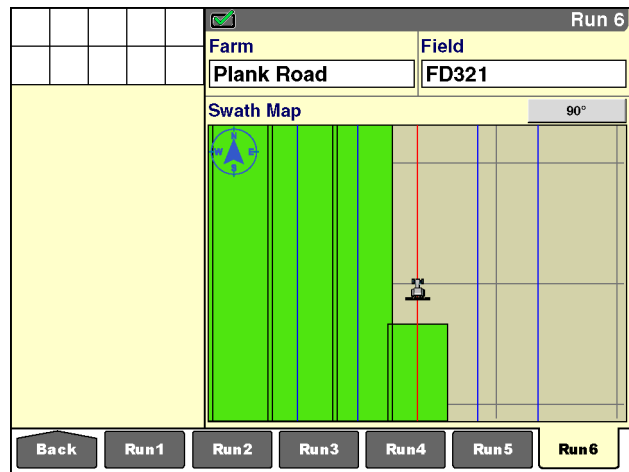 Run 6
Farm
Field
Plank Road
FD321
Swath Map
90°
N
W E
S
Back
Run1
Run2
Run3
Run4
Run5
Run6